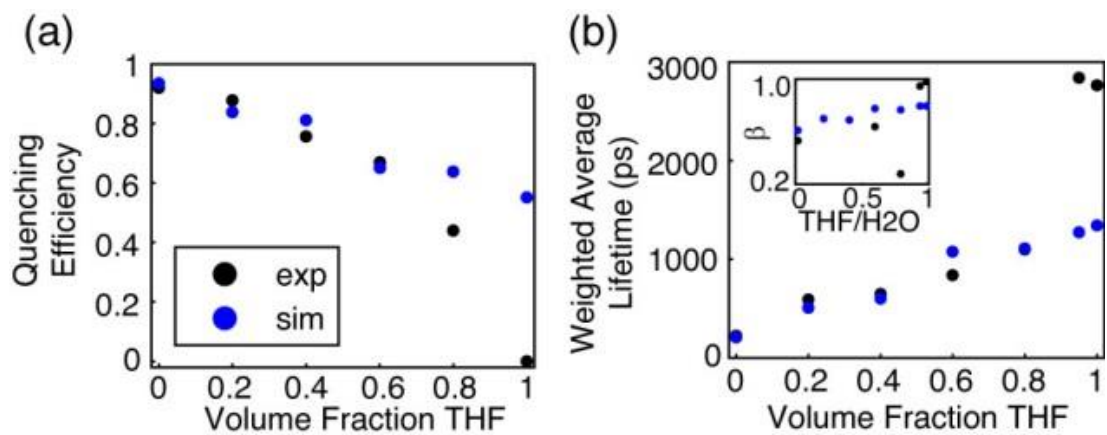 (a)
Quenching
Efficiency
1
0.8
0.6
0.4
0.2
0
exp
sim
0 0.2 0.4 0.6 0.8 1
Volume Fraction THF
(b)
Weighted Average
Lifetime (ps)
3000
2000
1000
0
1.0
β
0.2
0 0.5 1
THF/H2O
0 0.2 0.4 0.6 0.8 1
Volume Fraction THF